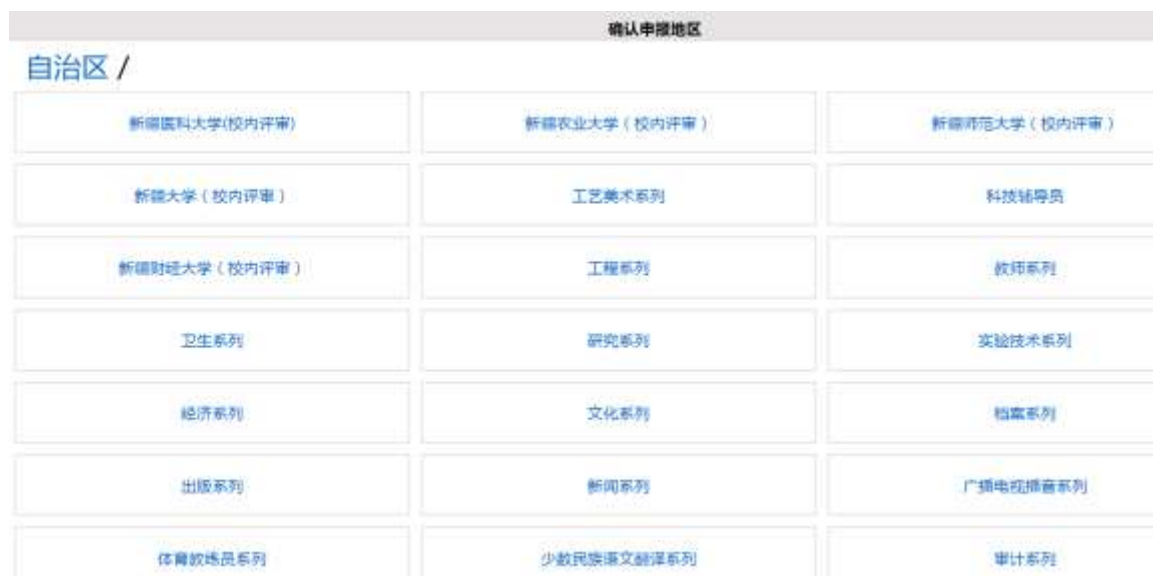 确认申报地区
自治区 /
新疆医科大学(校内评审)
新疆农业大学（校内评审）
新疆师范大学（校内评审）
新疆大学（校内评审）
工艺美术系列
科技辅导员
新疆财经大学（校内评审）
工程系列
教师系列
卫生系列
研究系列
实验技术系列
经济系列
文化系列
档案系列
出版系列
新闻系列
广播电视播音系列
体育教练员系列
少数民族语文翻译系列
审计系列